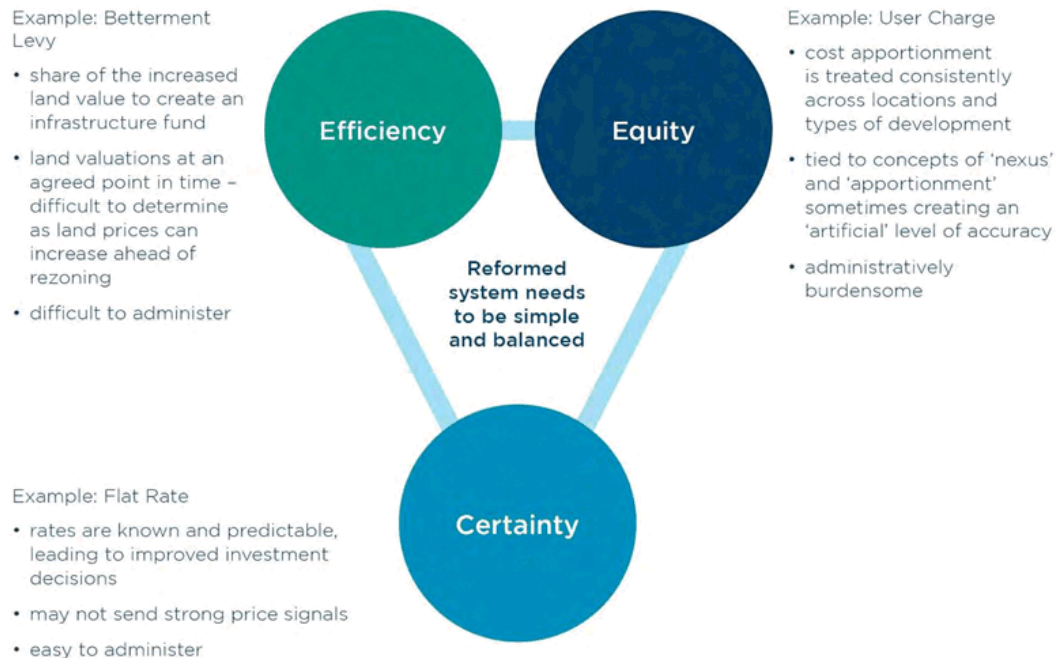 Example: Betterment
Levy
• share of the increased
land value to create an
infrastructure fund
• land valuations at an
agreed point in time –
difficult to determine
as land prices can
increase ahead of
rezoning
• difficult to administer
Efficiency
Equity
Example: User Charge
• cost apportionment
is treated consistently
across locations and
types of development
• tied to concepts of ‘nexus’
and ‘apportionment’
sometimes creating an
‘artificial’ level of accuracy
• administratively
burdensome
Reformed
system needs
to be simple
and balanced
Example: Flat Rate
• rates are known and predictable,
leading to improved investment
decisions
• may not send strong price signals
• easy to administer
Certainty